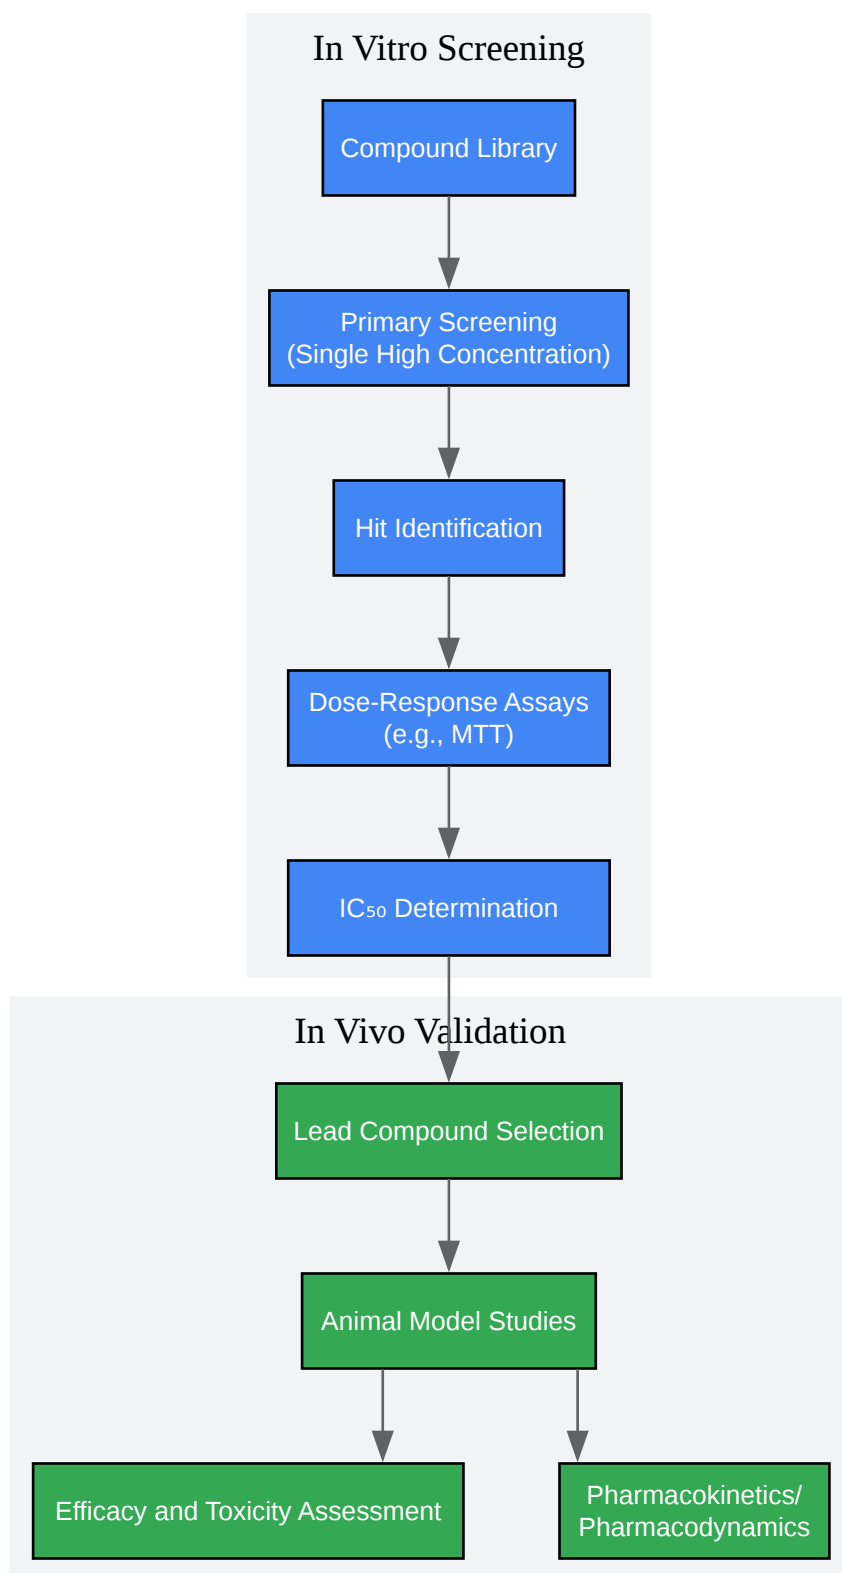 In Vitro Screening
Compound Library
Primary Screening
(Single High Concentration)
Hit Identification
Dose-Response Assays
(e.g., MTT)
IC₅₀ Determination
In Vivo Validation
Lead Compound Selection
Animal Model Studies
Efficacy and Toxicity Assessment
Pharmacokinetics/
Pharmacodynamics